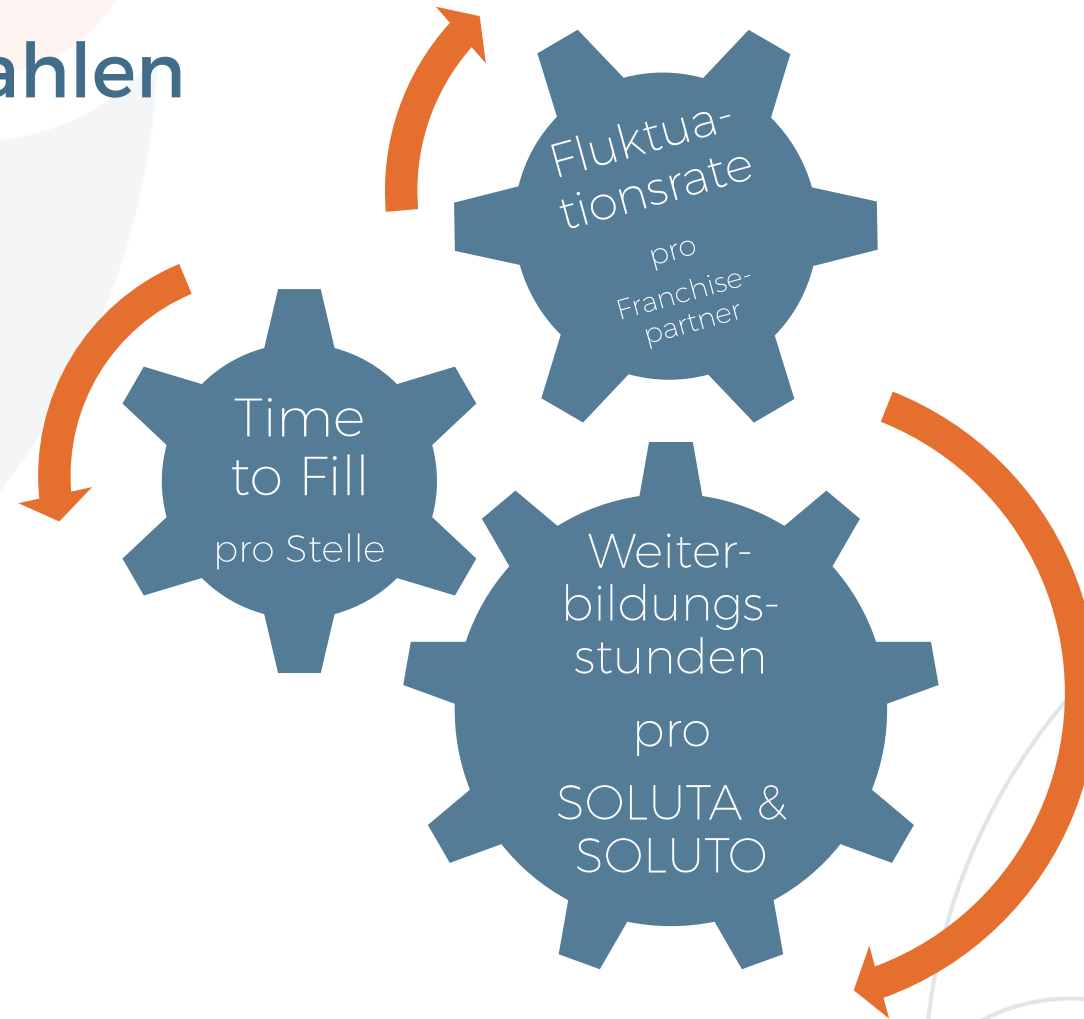 ahlen
Fluktua-
tionsrate
pro
Franchise-
partner
Time
to Fill
pro Stelle
Weiter-
bildungs-
stunden
pro
SOLUTA &
SOLUTO